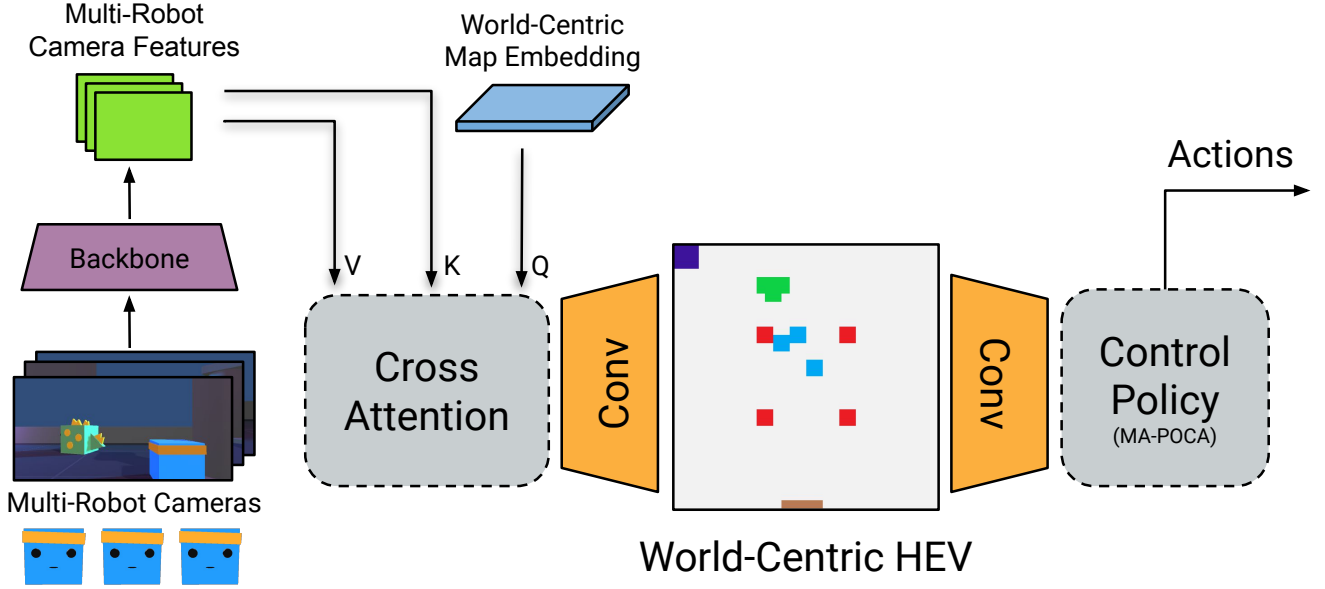 Multi-Robot
Camera Features
World-Centric
Map Embedding
Actions
Backbone
V
K
Q
Cross
Attention
Conv
Conv
Control
Policy
(MA-POCA)
Multi-Robot Cameras
World-Centric HEV